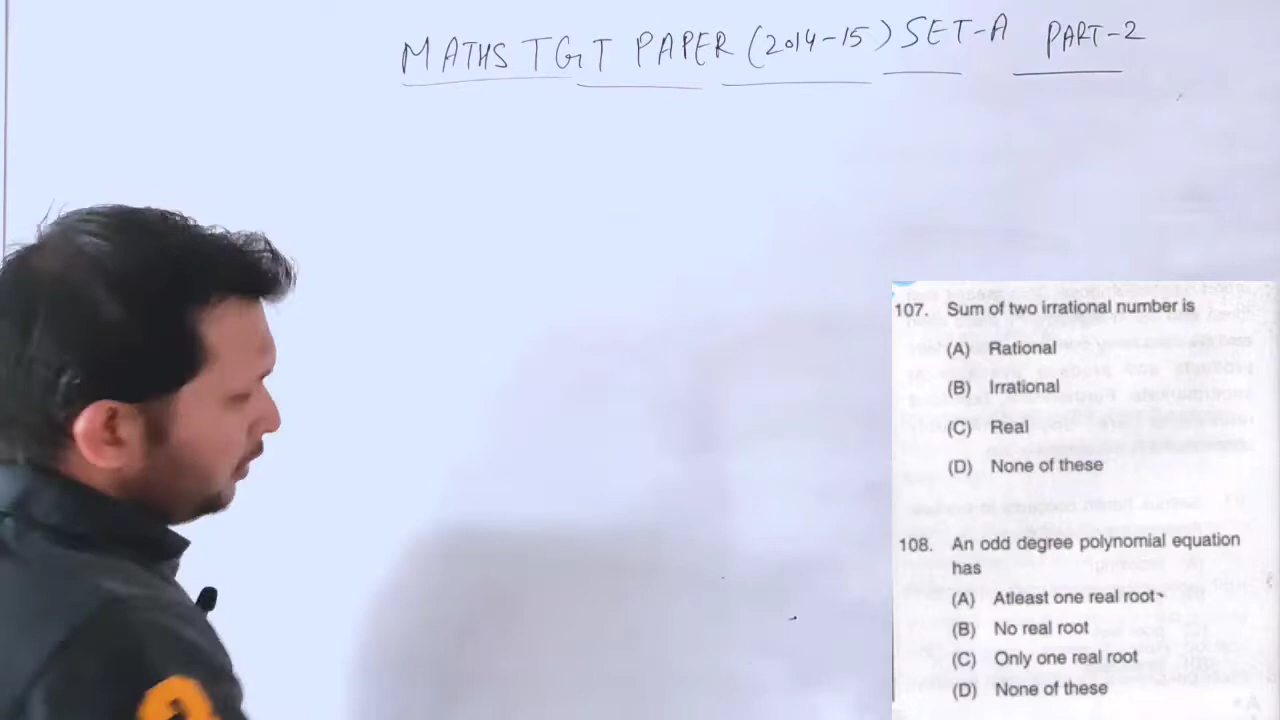 MATHS TGT PAPER (2014-15) SET-A PART-2
107. Sum of two irrational number is
(A) Rational
(B) Irrational
(C) Real
(D) None of these
108. An odd degree polynomial equation
has
(A) Atleast one real root
(B) No real root
(C) Only one real root
(D) None of these